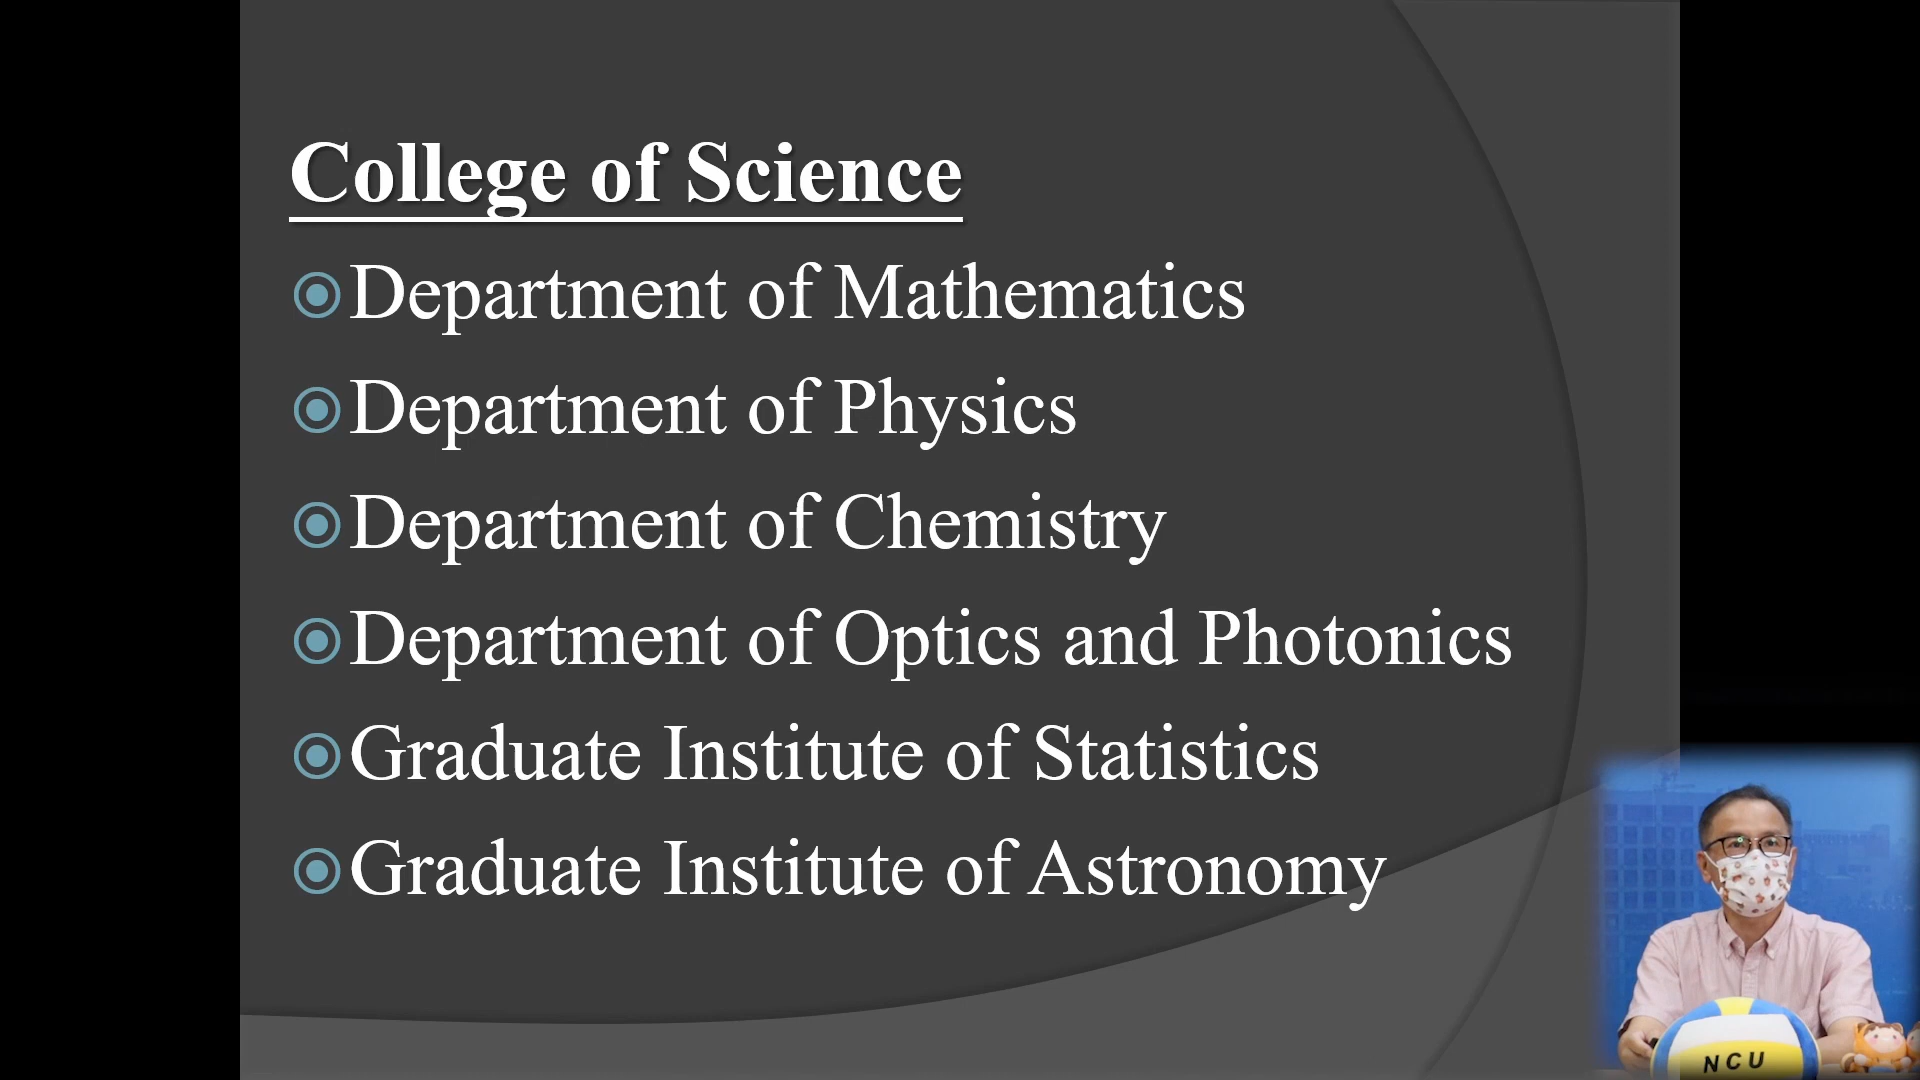 College of Science
Department of Mathematics
Department of Physics
Department of Chemistry
Department of Optics and Photonics
Graduate Institute of Statistics
Graduate Institute of Astronomy
NCU